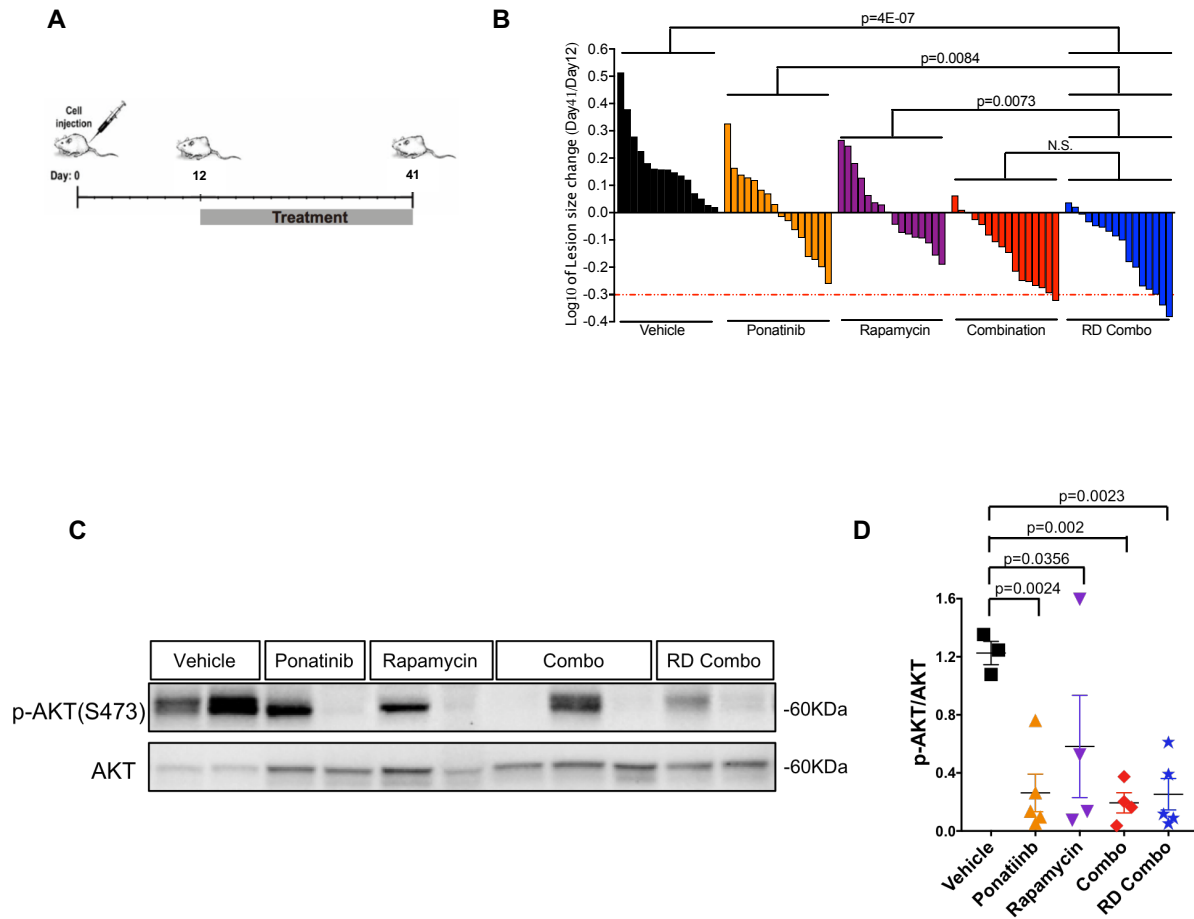 A
Cell
injection
Day: 0
12
41
Treatment
B
p=4E-07
p=0.0084
p=0.0073
N.S.
Log10 of Lesion size change (Day41/Day12)
0.6
0.5
0.4
0.3
0.2
0.1
0.0
-0.1
-0.2
-0.3
-0.4
Vehicle
Ponatinib
Rapamycin
Combination
RD Combo
C
Vehicle
Ponatinib
Rapamycin
Combo
RD Combo
p-AKT(S473)
-60KDa
AKT
-60KDa
D
p=0.0023
p=0.002
p=0.0356
p=0.0024
p-AKT/AKT
1.6
1.2
0.8
0.4
0.0
Vehicle
Ponatiinb
Rapamycin
Combo
RD Combo